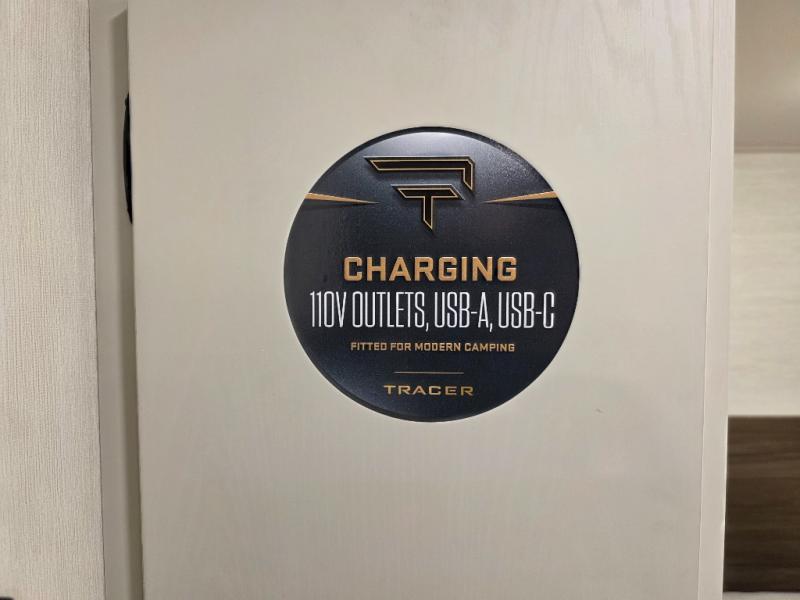 CHARGING
110V OUTLETS, USB-A, USB-C
FITTED FOR MODERN CAMPING
TRACER